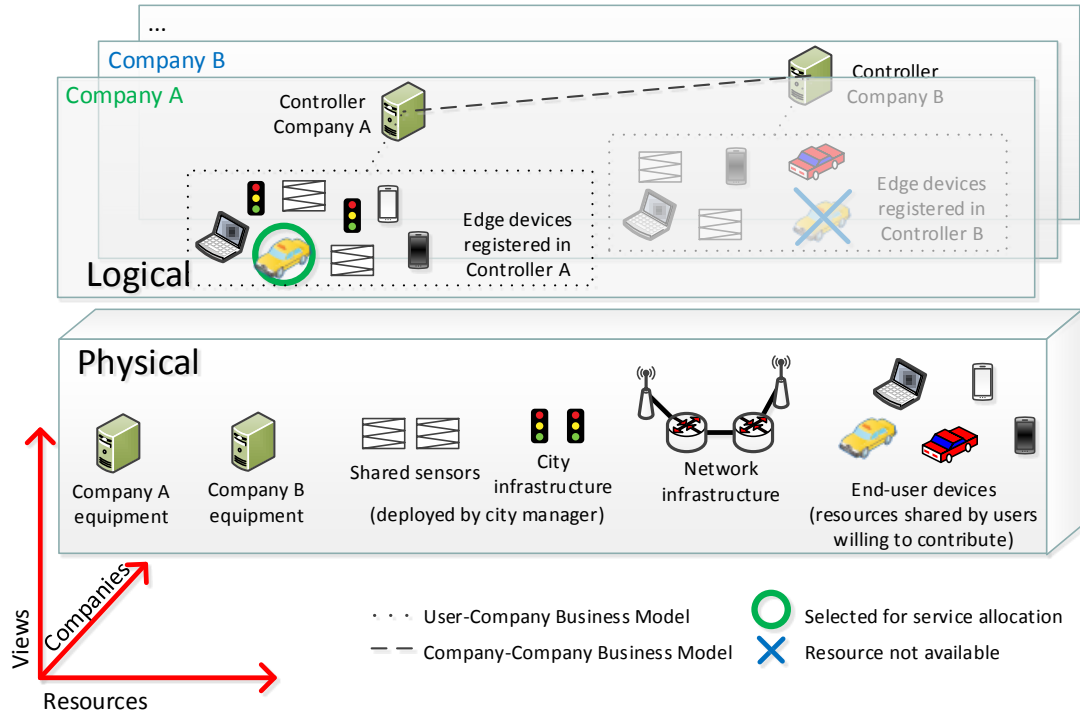 ...
Company B
Company A
Controller
Company A
Controller
Company B
Edge devices
registered in
Controller A
Edge devices
registered in
Controller B
Logical
Physical
Company A
equipment
Company B
equipment
Shared sensors
City
infrastructure
(deployed by city manager)
Network
infrastructure
End-user devices
(resources shared by users
willing to contribute)
Views
Companies
Resources
User-Company Business Model
Company-Company Business Model
Selected for service allocation
Resource not available